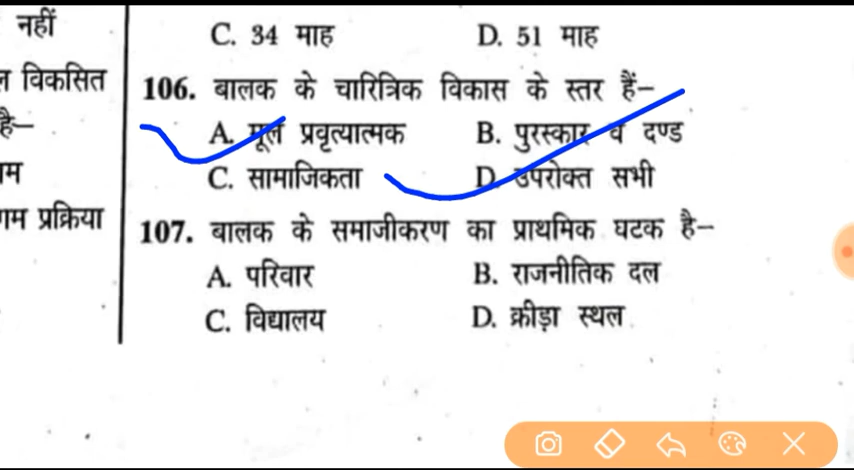 नहीं
विकसित
है–
गम प्रक्रिया
C. 34 माह D. 51 माह
106. बालक के चारित्रिक विकास के स्तर हैं–
A. मूल प्रवृत्यात्मक B. पुरस्कार व दण्ड
C. सामाजिकता D. उपरोक्त सभी
107. बालक के समाजीकरण का प्राथमिक घटक है–
A. परिवार B. राजनीतिक दल
C. विद्यालय D. क्रीड़ा स्थल